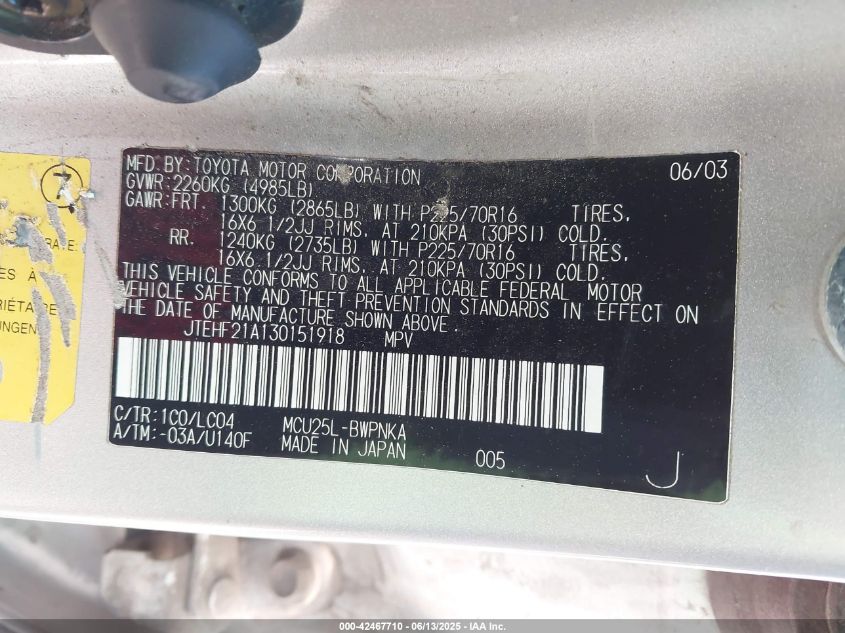 MFD. BY: TOYOTA MOTOR CORPORATION 06/03
GVWR: 2260KG (4985LB)
GAWR: FRT. 1300KG (2865LB) WITH P225/70R16 TIRES,
16X6 1/2JJ RIMS, AT 210KPA (30PSI) COLD.
RR. 1240KG (2735LB) WITH P225/70R16 TIRES,
16X6 1/2JJ RIMS, AT 210KPA (30PSI) COLD.
THIS VEHICLE CONFORMS TO ALL APPLICABLE FEDERAL MOTOR
VEHICLE SAFETY AND THEFT PREVENTION STANDARDS IN EFFECT ON
THE DATE OF MANUFACTURE SHOWN ABOVE.
JTEHF21A130151918 MPV
C/TR: 1C0/LC04 MCU25L-BWPNKA
A/TM: -03A/U140F MADE IN JAPAN 005 J
7
ES À
RIÉTAIRE
UNGEN
000-42467710 - 06/13/2025 - IAA Inc.